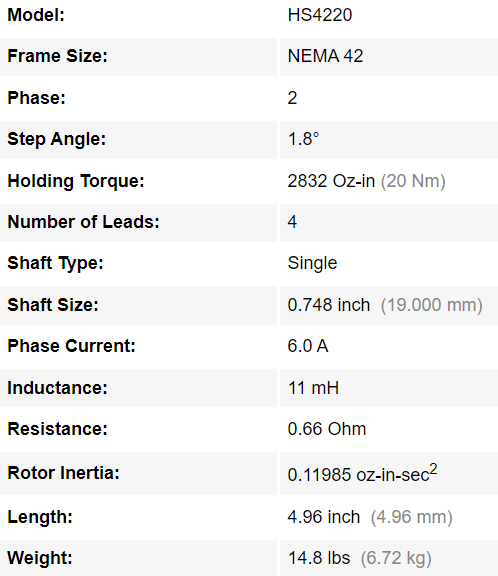 Model: HS4220
Frame Size: NEMA 42
Phase: 2
Step Angle: 1.8°
Holding Torque: 2832 Oz-in (20 Nm)
Number of Leads: 4
Shaft Type: Single
Shaft Size: 0.748 inch (19.000 mm)
Phase Current: 6.0 A
Inductance: 11 mH
Resistance: 0.66 Ohm
Rotor Inertia: 0.11985 oz-in-sec²
Length: 4.96 inch (4.96 mm)
Weight: 14.8 lbs (6.72 kg)